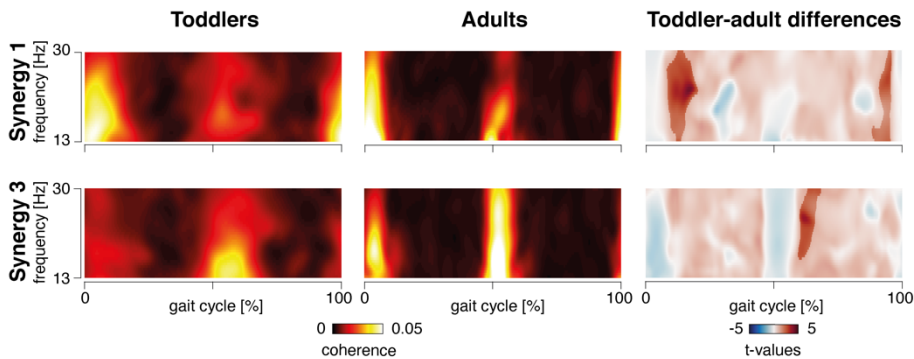 Toddlers Adults Toddler-adult differences
Synergy 1
frequency [Hz]
30
13
Synergy 3
frequency [Hz]
30
13
0 100 0 100 0 100
gait cycle [%] gait cycle [%] gait cycle [%]
0 0.05 -5 5
coherence t-values